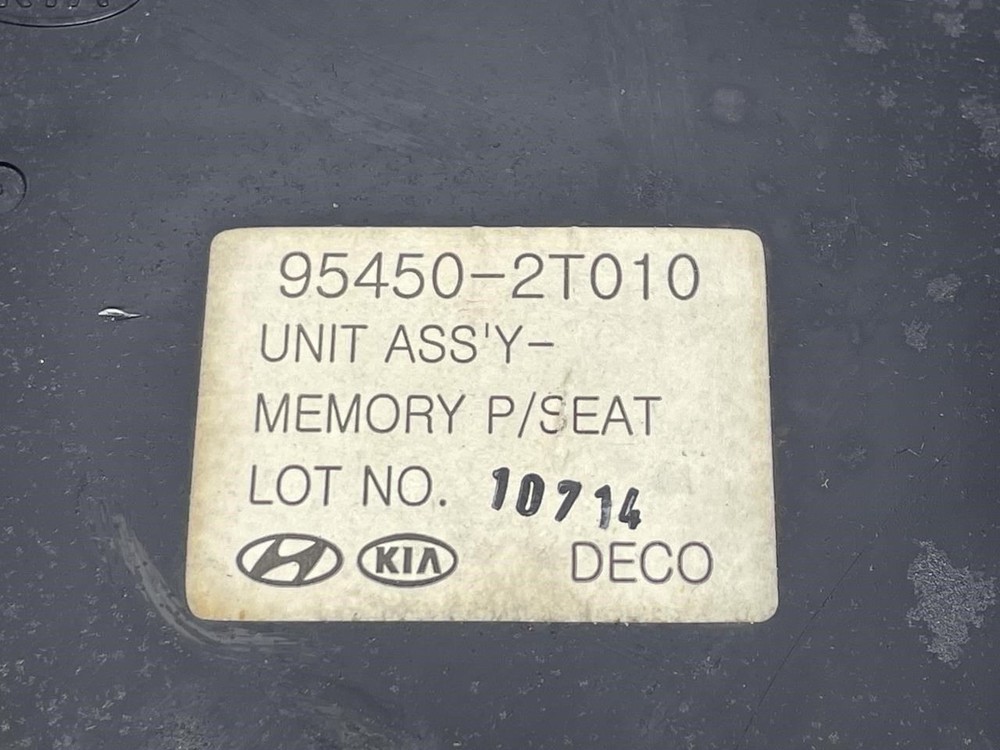 95450-2T010
UNIT ASS'Y-
MEMORY P/SEAT
LOT NO. 10714
KIA DECO